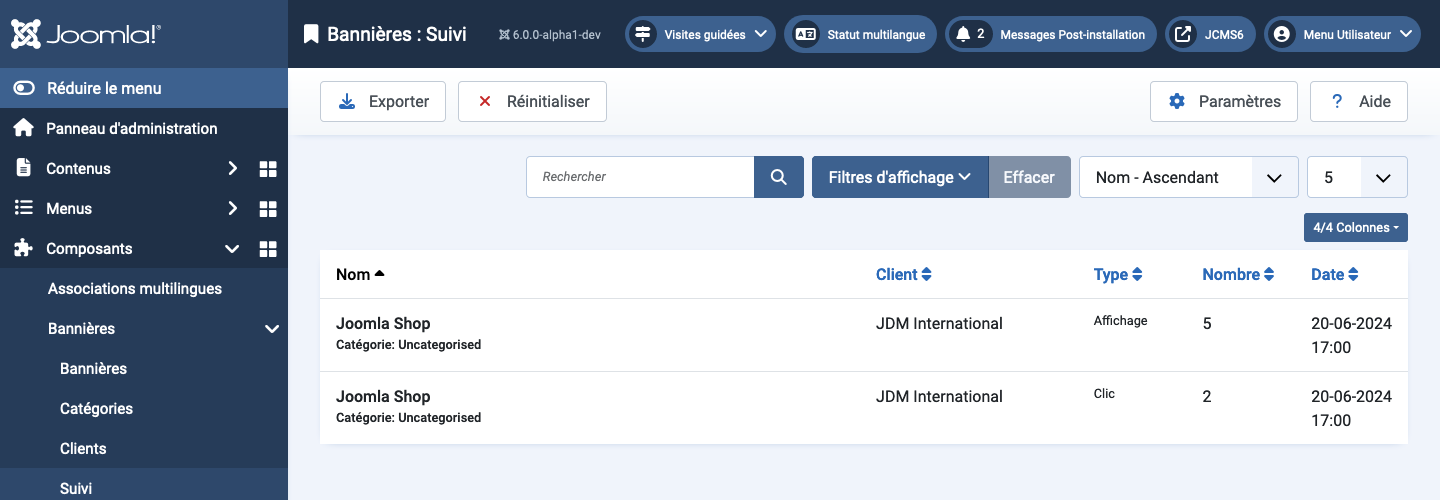 Joomla!
Bannières : Suivi
6.0.0-alpha1-dev
Visites guidées
Statut multilangue
2 Messages Post-installation
JCMS6
Menu Utilisateur
Réduire le menu
Panneau d'administration
Contenus
Menus
Composants
Associations multilingues
Bannières
Bannières
Catégories
Clients
Suivi
Exporter
Réinitialiser
Paramètres
? Aide
Rechercher
Filtres d'affichage
Effacer
Nom - Ascendant
5
4/4 Colonnes
Nom Client Type Nombre Date
Joomla Shop JDM International Affichage 5 20-06-2024
Catégorie: Uncategorised 17:00
Joomla Shop JDM International Clic 2 20-06-2024
Catégorie: Uncategorised 17:00